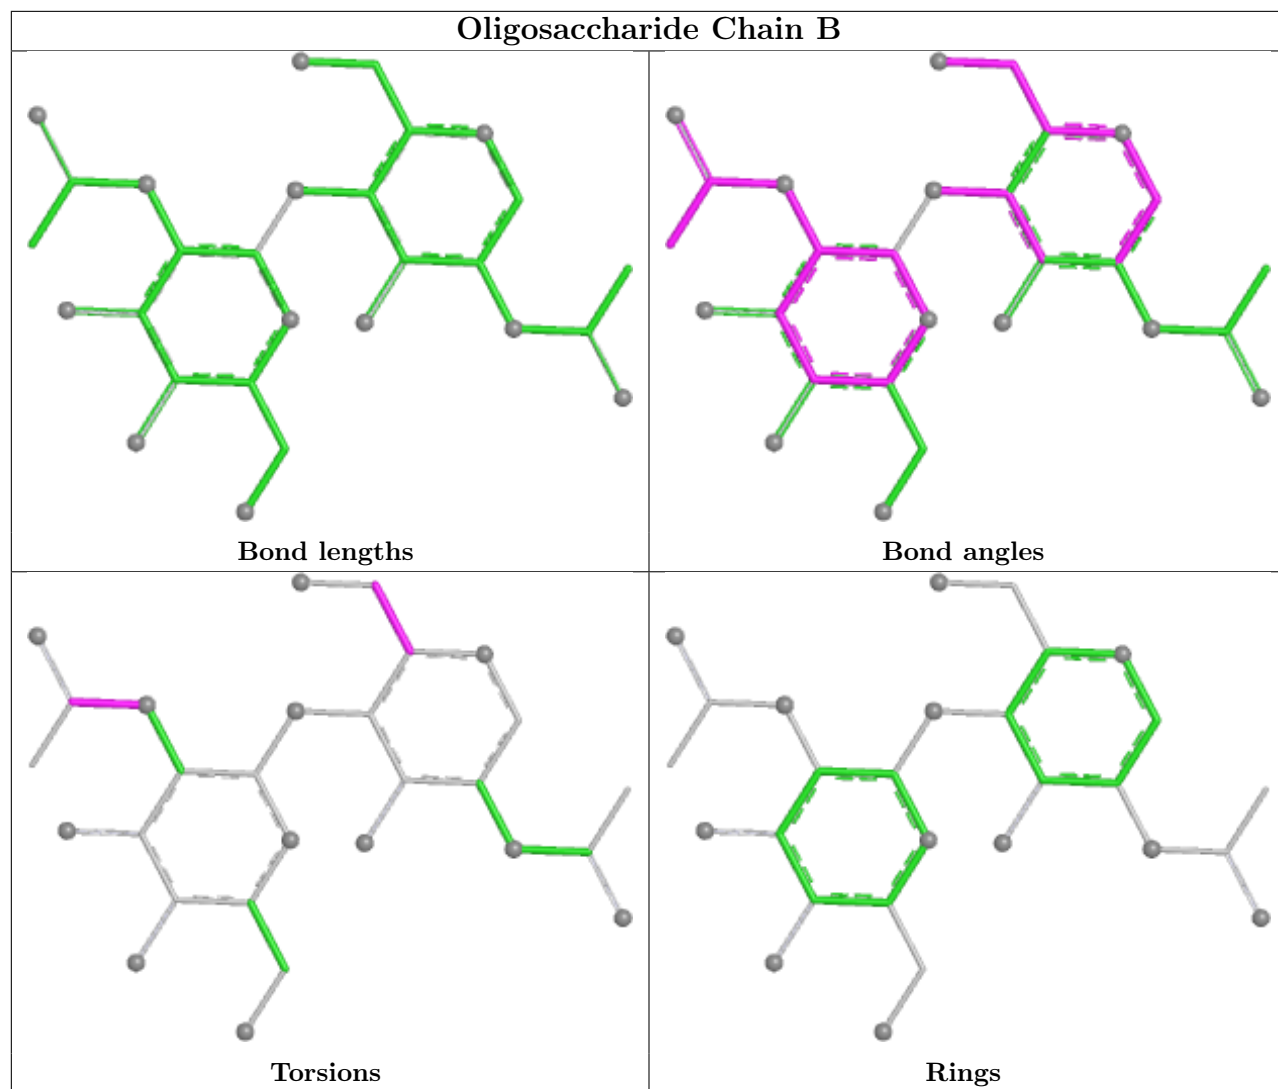 Oligosaccharide Chain B
Bond lengths
Bond angles
Torsions
Rings